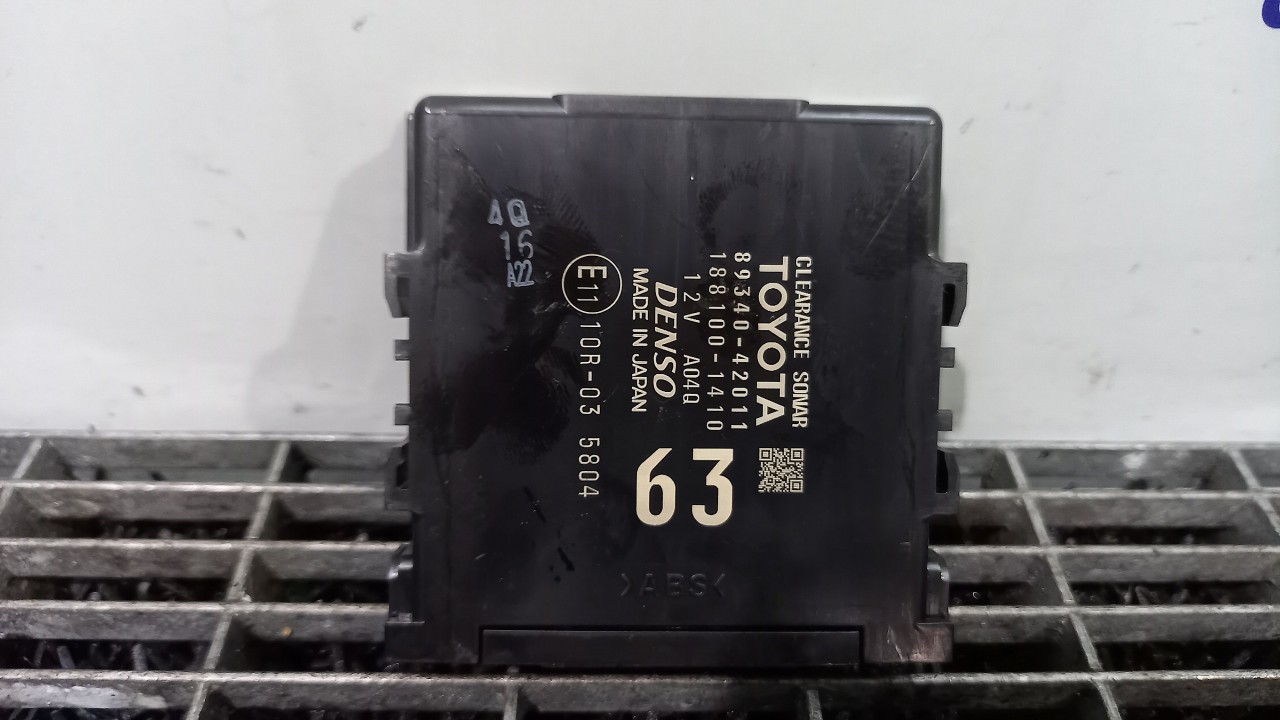 CLEARANCE SONAR
TOYOTA
89340-42011
188100-1410
12V A04Q
DENSO
MADE IN JAPAN
E11 10R-03 5804
63
4Q
16
A22
>ABS<